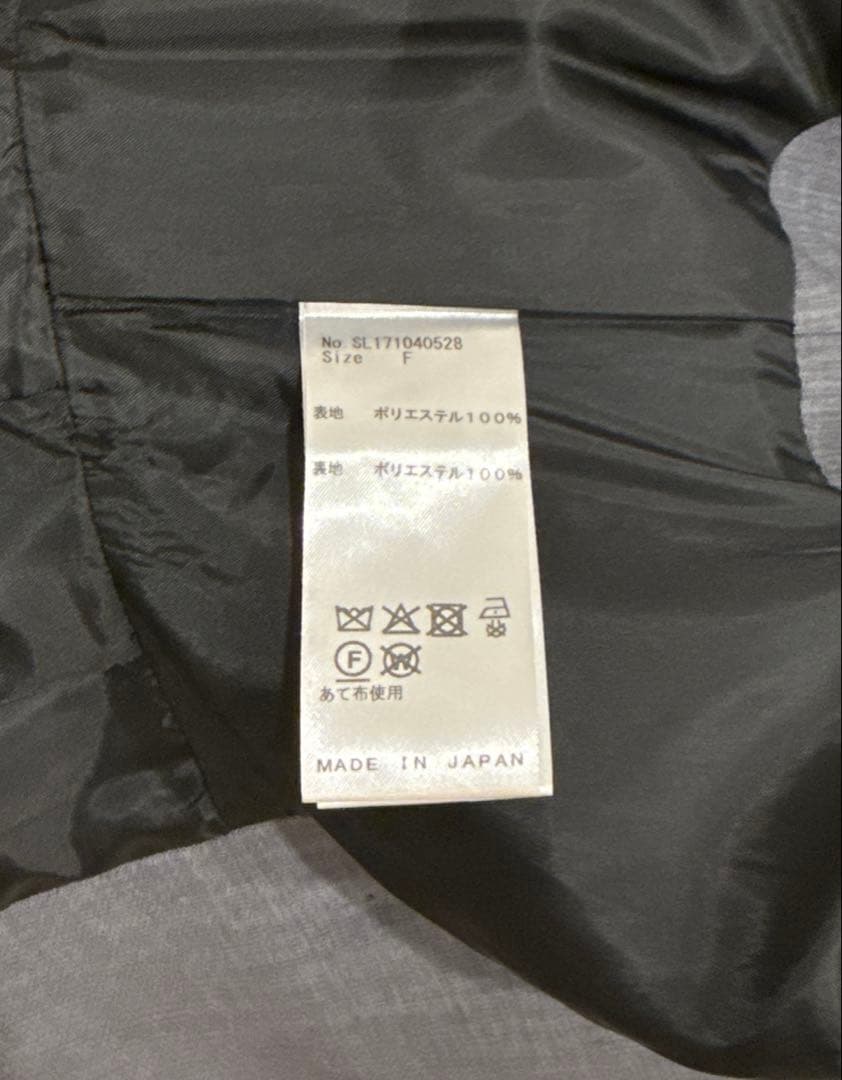 No.SL171040528
Size F
表地 ポリエステル100%
裏地 ポリエステル100%
F W
あて布使用
MADE IN JAPAN